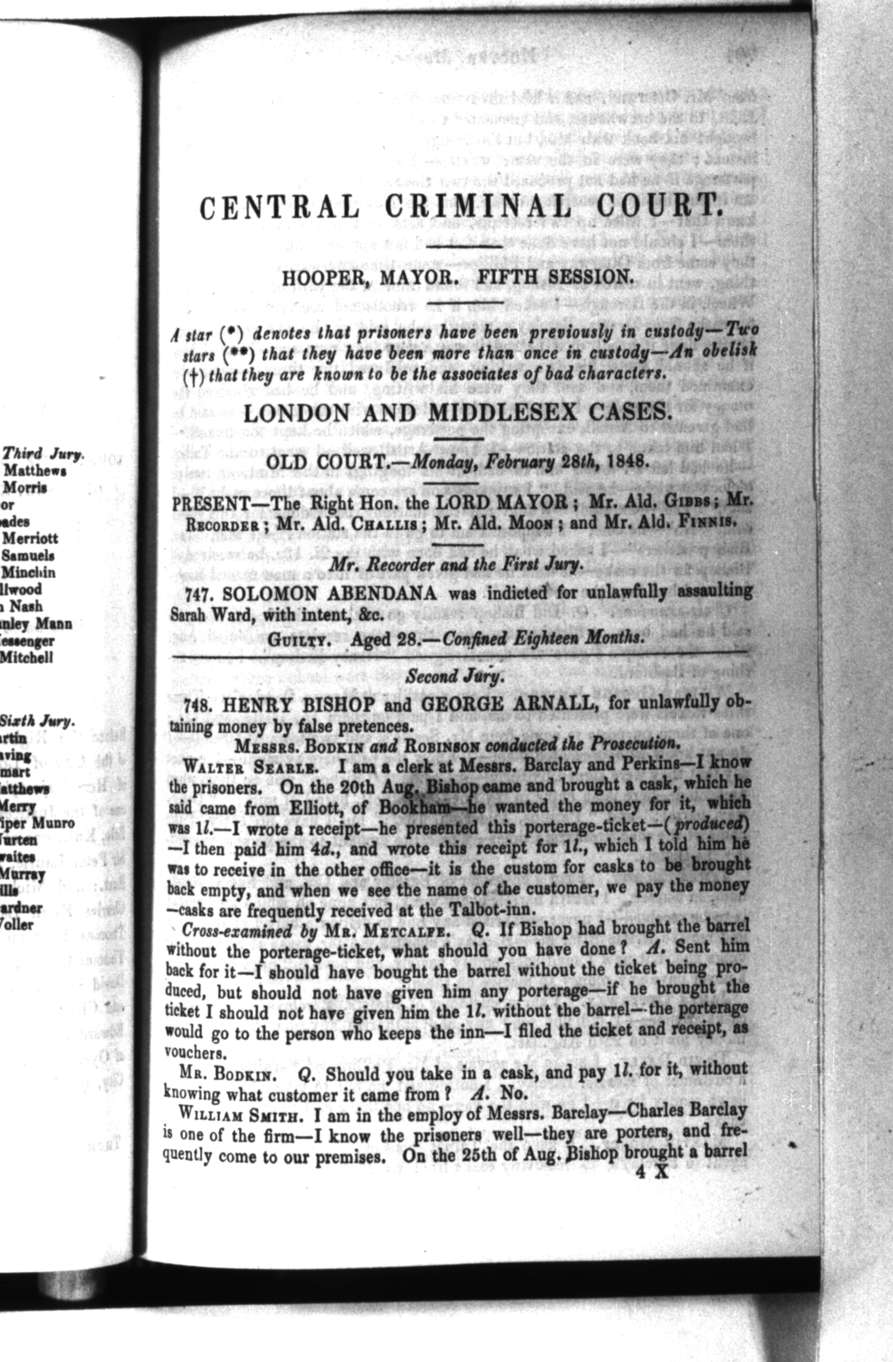 Third Jury.
Matthews
Morris
or
ades
Merriott
Samuels
Minchin
llwood
Nash
nley Mann
essenger
Mitchell
Sixth Jury.
artin
ving
mart
atthews
Merry
iper Munro
arten
waites
Murray
ills
ardner
Voller
CENTRAL CRIMINAL COURT.
HOOPER, MAYOR. FIFTH SESSION.
A star (*) denotes that prisoners have been previously in custody—Two
stars (**) that they have been more than once in custody—An obelisk
(†) that they are known to be the associates of bad characters.
LONDON AND MIDDLESEX CASES.
OLD COURT.—Monday, February 28th, 1848.
PRESENT—The Right Hon. the LORD MAYOR; Mr. Ald. GIBBS; Mr.
RECORDER; Mr. Ald. CHALLIS; Mr. Ald. MOON; and Mr. Ald. FINNIS.
Mr. Recorder and the First Jury.
747. SOLOMON ABENDANA was indicted for unlawfully assaulting
Sarah Ward, with intent, &c.
GUILTY. Aged 28.—Confined Eighteen Months.
Second Jury.
748. HENRY BISHOP and GEORGE ARNALL, for unlawfully ob-
taining money by false pretences.
MESSRS. BODKIN and ROBINSON conducted the Prosecution.
WALTER SEARLE. I am a clerk at Messrs. Barclay and Perkins—I know
the prisoners. On the 20th Aug. Bishop came and brought a cask, which he
said came from Elliott, of Bookham—he wanted the money for it, which
was 1l.—I wrote a receipt—he presented this porterage-ticket—(produced)
—I then paid him 4d., and wrote this receipt for 1l., which I told him he
was to receive in the other office—it is the custom for casks to be brought
back empty, and when we see the name of the customer, we pay the money
—casks are frequently received at the Talbot-inn.
Cross-examined by MR. METCALFE. Q. If Bishop had brought the barrel
without the porterage-ticket, what should you have done? A. Sent him
back for it—I should have bought the barrel without the ticket being pro-
duced, but should not have given him any porterage—if he brought the
ticket I should not have given him the 1l. without the barrel—the porterage
would go to the person who keeps the inn—I filed the ticket and receipt, as
vouchers.
MR. BODKIN. Q. Should you take in a cask, and pay 1l. for it, without
knowing what customer it came from? A. No.
WILLIAM SMITH. I am in the employ of Messrs. Barclay—Charles Barclay
is one of the firm—I know the prisoners well—they are porters, and fre-
quently come to our premises. On the 25th of Aug. Bishop brought a barrel
4 X